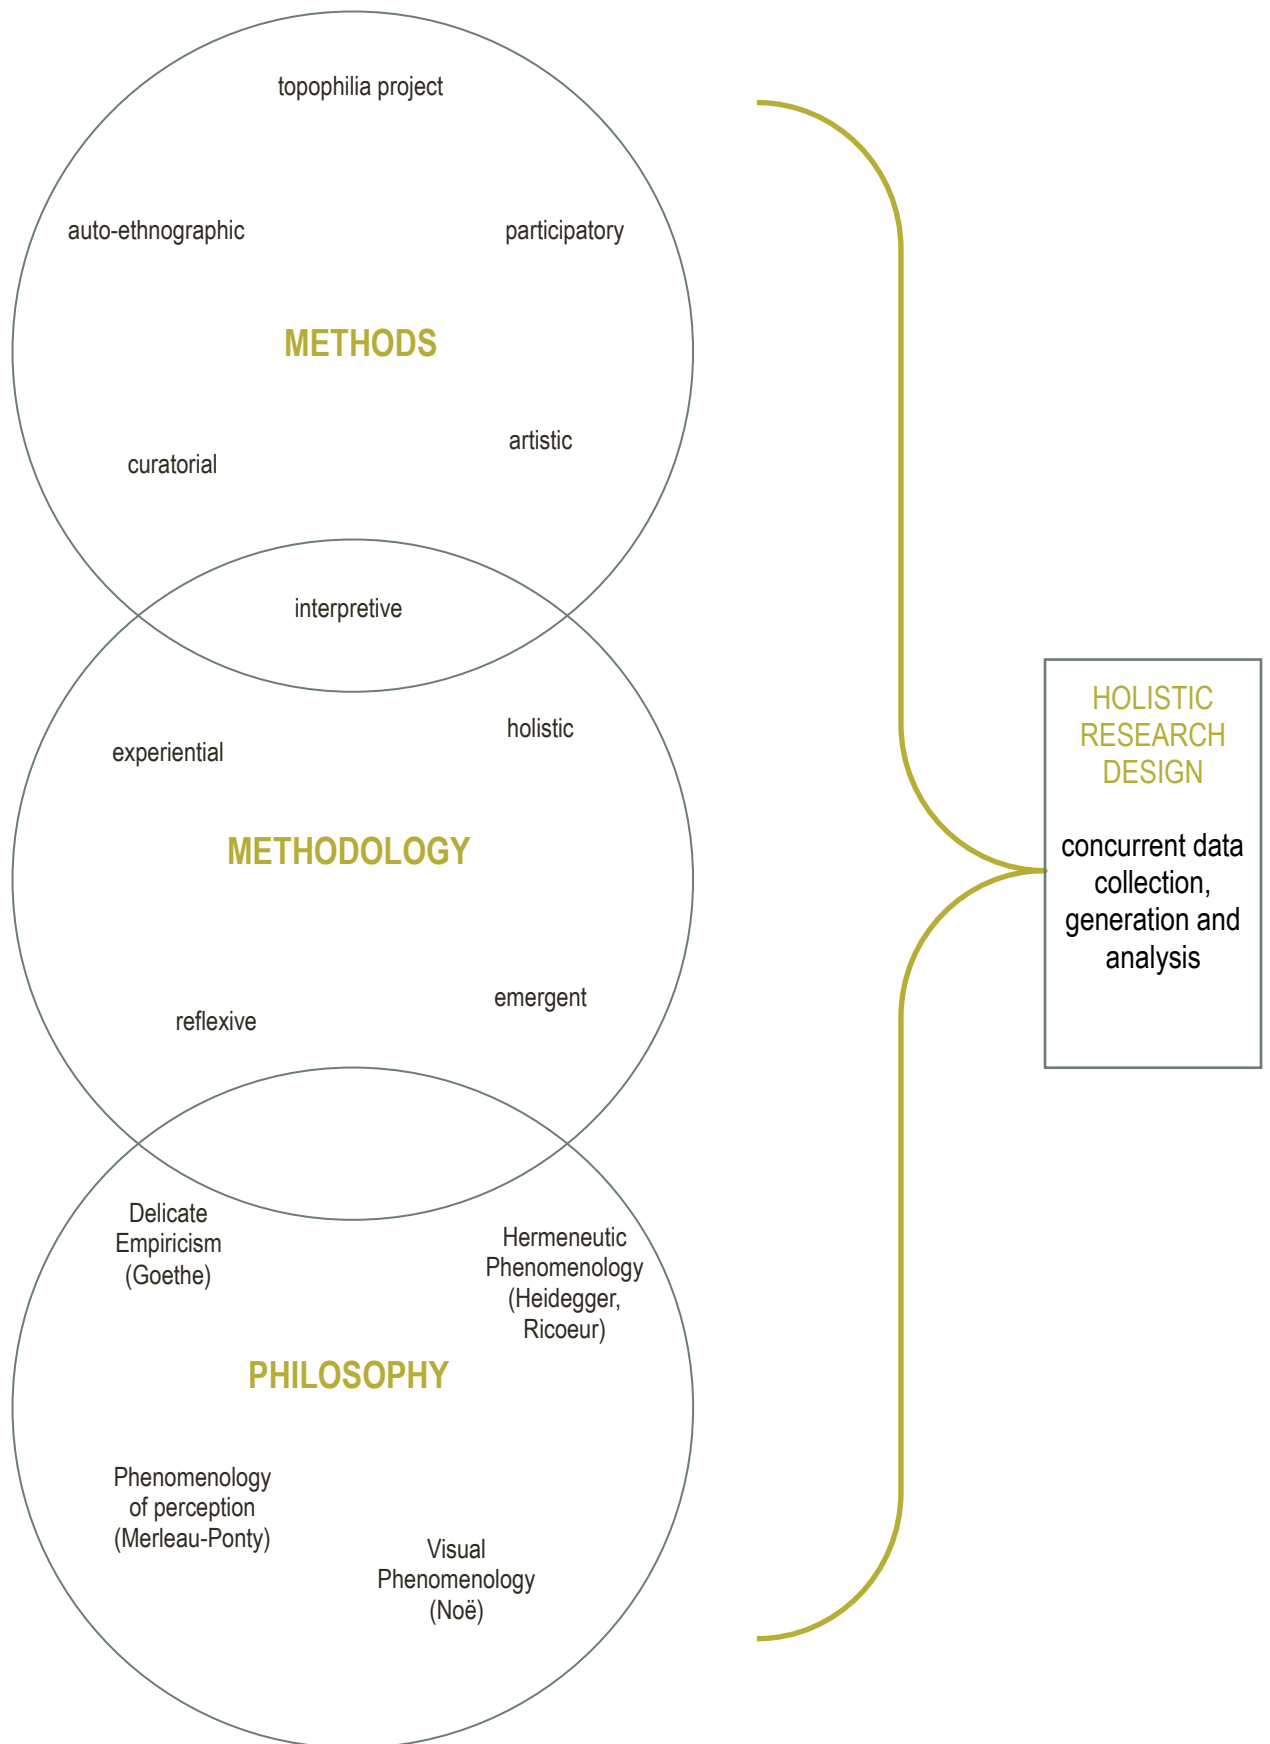 topophilia project
auto-ethnographic
participatory
METHODS
artistic
curatorial
interpretive
holistic
experiential
METHODOLOGY
emergent
reflexive
Delicate
Empiricism
(Goethe)
Hermeneutic
Phenomenology
(Heidegger,
Ricoeur)
PHILOSOPHY
Phenomenology
of perception
(Merleau-Ponty)
Visual
Phenomenology
(Noë)
HOLISTIC
RESEARCH
DESIGN
concurrent data
collection,
generation and
analysis